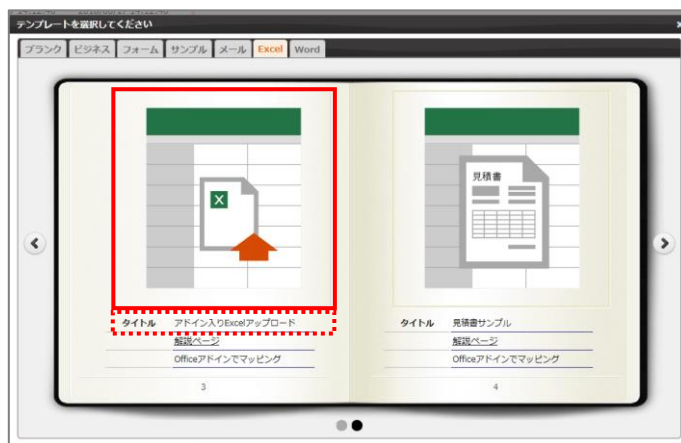 テンプレートを選択してください
ブランク ビジネス フォーム サンプル メール Excel Word
X
見積書
タイトル アドイン入りExcelアップロード
解説ページ
Officeアドインでマッピング
3
タイトル 見積書サンプル
解説ページ
Officeアドインでマッピング
4